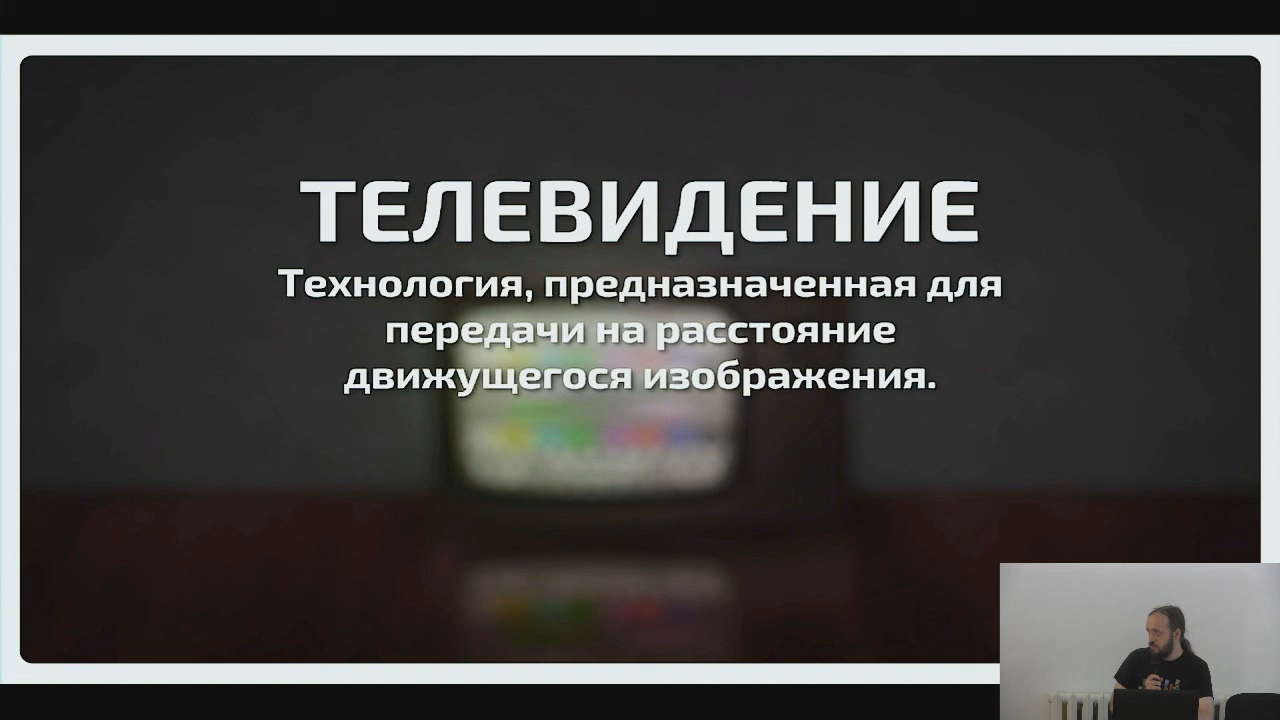 ТЕЛЕВИДЕНИЕ
Технология, предназначенная для
передачи на расстояние
движущегося изображения.